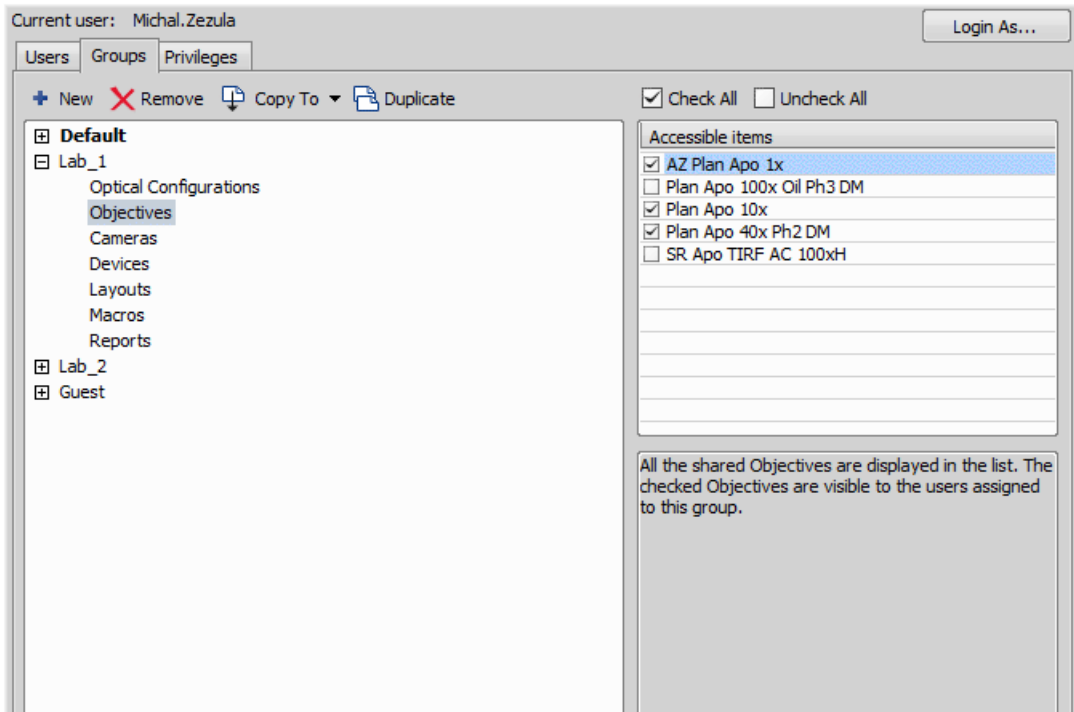 Current user: Michal.Zezula
Login As...
Users Groups Privileges
New Remove Copy To Duplicate
Check All Uncheck All
Default
Lab_1
Optical Configurations
Objectives
Cameras
Devices
Layouts
Macros
Reports
Lab_2
Guest
Accessible items
AZ Plan Apo 1x
Plan Apo 100x Oil Ph3 DM
Plan Apo 10x
Plan Apo 40x Ph2 DM
SR Apo TIRF AC 100xH
All the shared Objectives are displayed in the list. The
checked Objectives are visible to the users assigned
to this group.